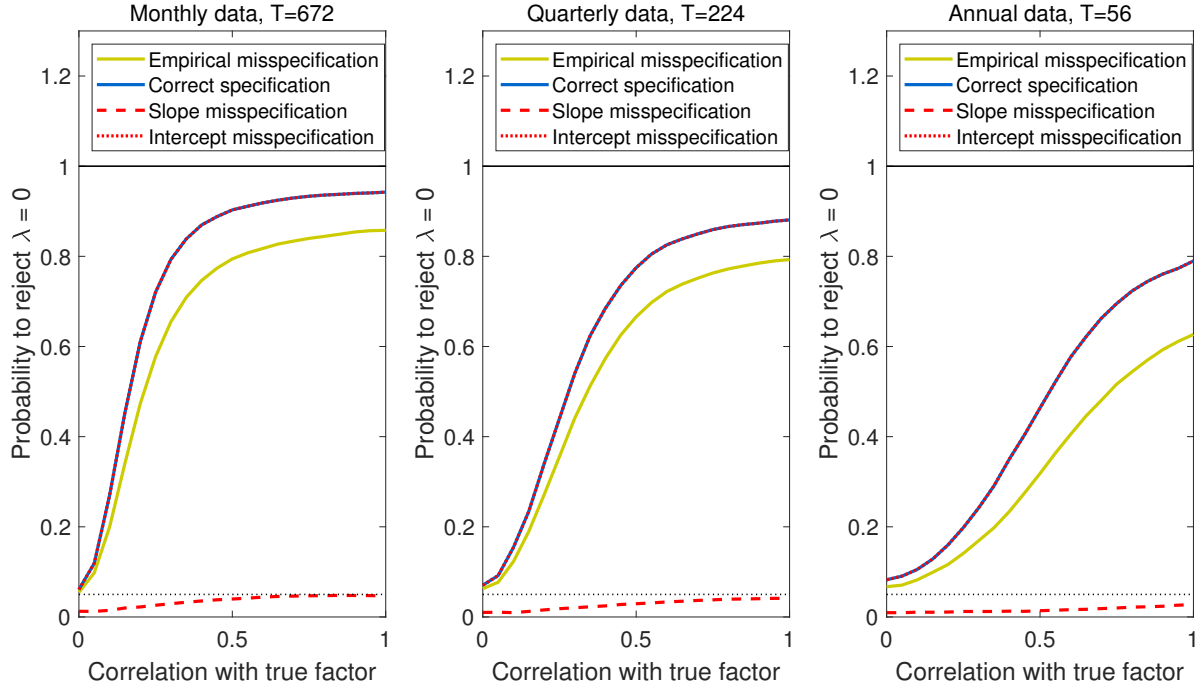 Monthly data, T=672
Empirical misspecification
Correct specification
Slope misspecification
Intercept misspecification
1.2
1
0.8
0.6
0.4
0.2
0
0
0.5
1
Probability to reject λ = 0
Correlation with true factor
Quarterly data, T=224
Empirical misspecification
Correct specification
Slope misspecification
Intercept misspecification
1.2
1
0.8
0.6
0.4
0.2
0
0
0.5
1
Probability to reject λ = 0
Correlation with true factor
Annual data, T=56
Empirical misspecification
Correct specification
Slope misspecification
Intercept misspecification
1.2
1
0.8
0.6
0.4
0.2
0
0
0.5
1
Probability to reject λ = 0
Correlation with true factor